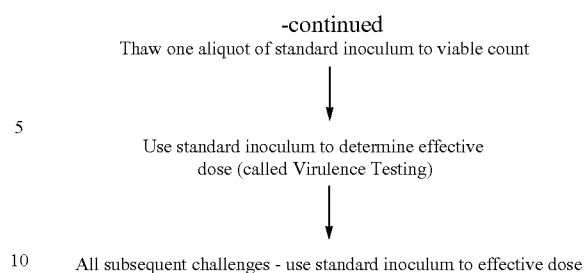 -continued
Thaw one aliquot of standard inoculum to viable count
5
Use standard inoculum to determine effective
dose (called Virulence Testing)
10
All subsequent challenges - use standard inoculum to effective dose